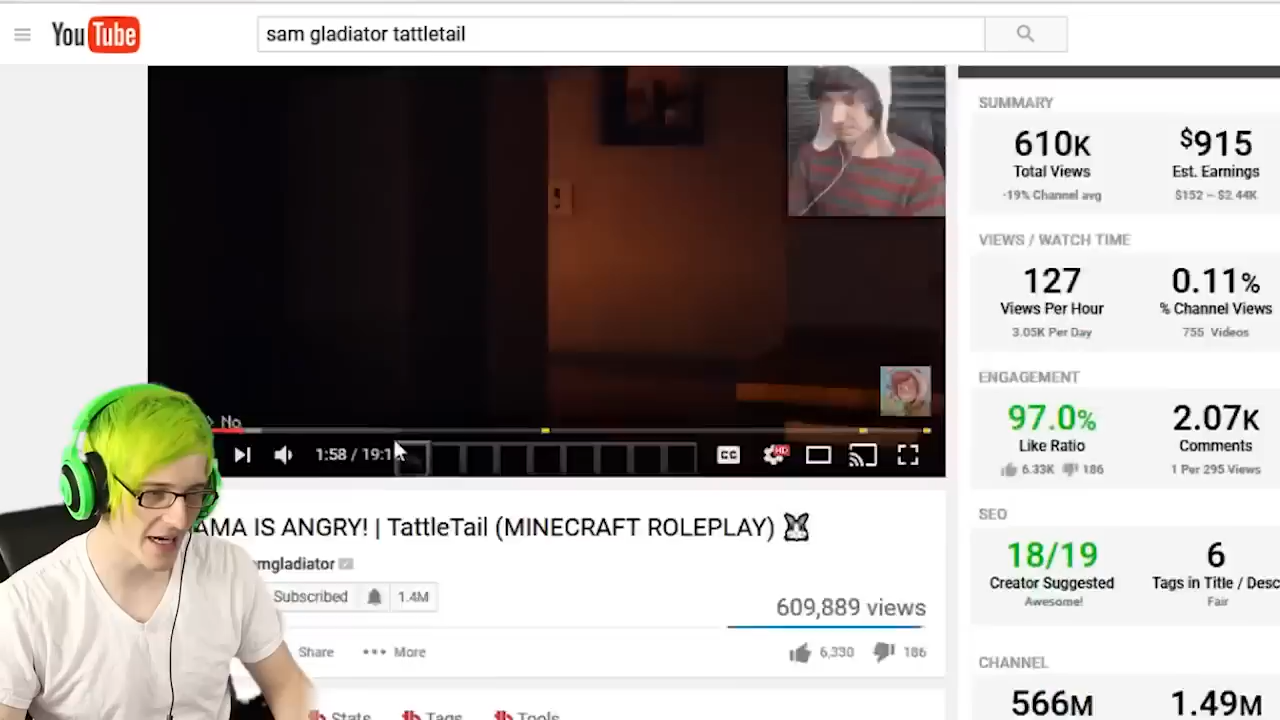 YouTube
sam gladiator tattletail
No
1:58 / 19:1
CC
HD
AMA IS ANGRY! | TattleTail (MINECRAFT ROLEPLAY)
mgladiator
Subscribed 1.4M
609,889 views
Share ••• More
6,330 186
Stats Tags Tools
SUMMARY
610K $915
Total Views Est. Earnings
-19% Channel avg $152 – $2.44K
VIEWS / WATCH TIME
127 0.11%
Views Per Hour % Channel Views
3.05K Per Day 755 Videos
ENGAGEMENT
97.0% 2.07K
Like Ratio Comments
6.33K 186 1 Per 295 Views
SEO
18/19 6
Creator Suggested Tags in Title / Desc
Awesome! Fair
CHANNEL
566M 1.49M